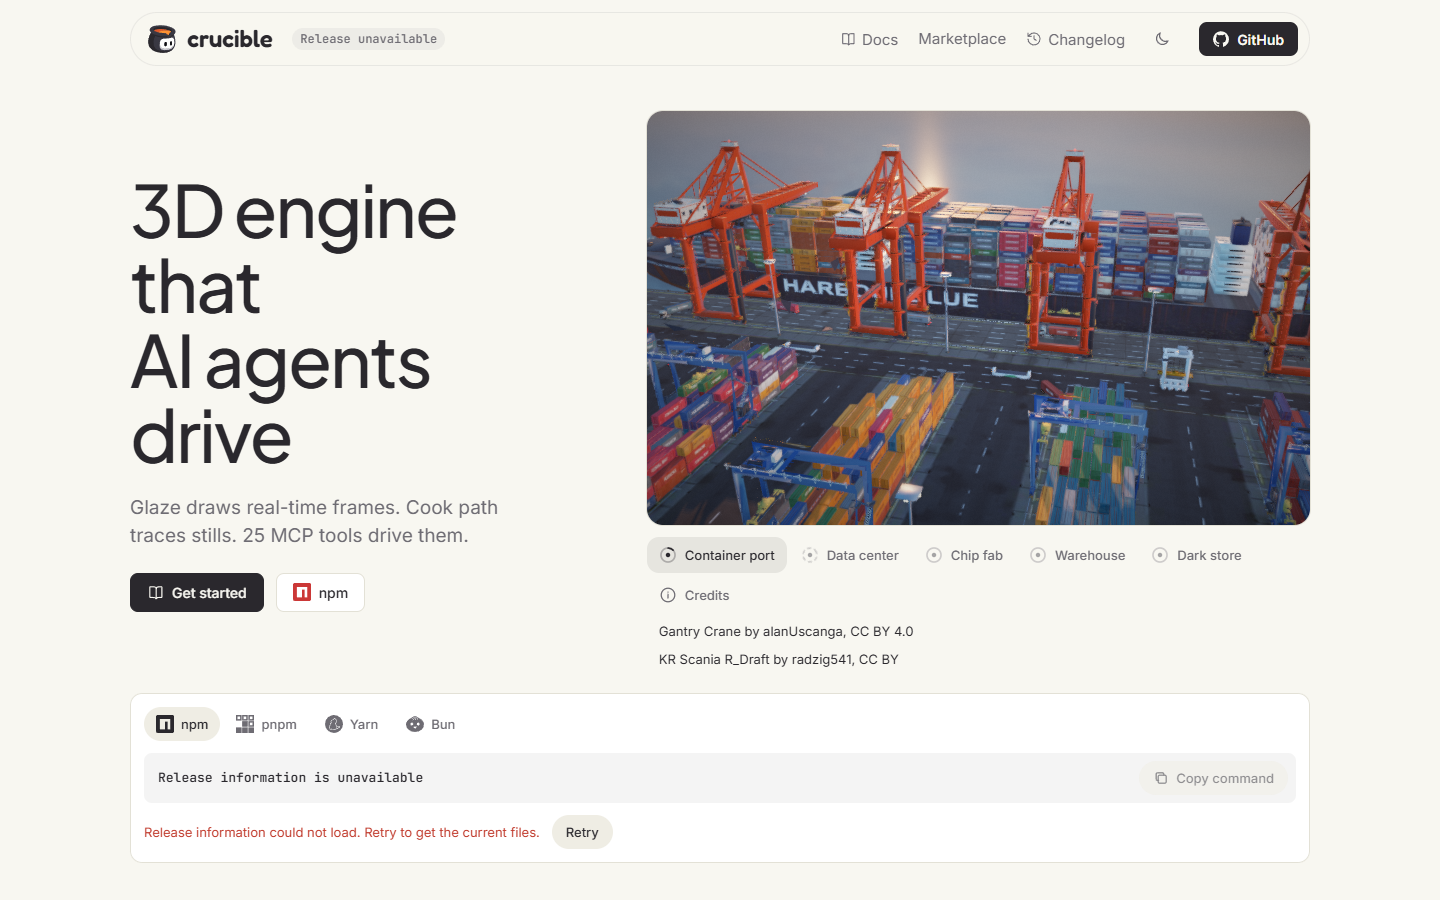 crucible
Release unavailable
Docs
Marketplace
Changelog
GitHub
3D engine
that
AI agents
drive
Glaze draws real-time frames. Cook path
traces stills. 25 MCP tools drive them.
Get started
npm
HARBO
LUE
Container port
Data center
Chip fab
Warehouse
Dark store
Credits
Gantry Crane by alanUscanga, CC BY 4.0
KR Scania R_Draft by radzig541, CC BY
npm
pnpm
Yarn
Bun
Release information is unavailable
Copy command
Release information could not load. Retry to get the current files.
Retry